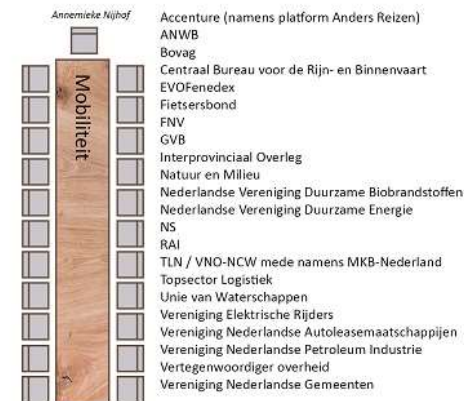 Annemieke Nijhof
Mobiliteit
Accenture (namens platform Anders Reizen)
ANWB
Bovag
Centraal Bureau voor de Rijn- en Binnenvaart
EVOFenedex
Fietsersbond
FNV
GVB
Interprovinciaal Overleg
Natuur en Milieu
Nederlandse Vereniging Duurzame Biobrandstoffen
Nederlandse Vereniging Duurzame Energie
NS
RAI
TLN / VNO-NCW mede namens MKB-Nederland
Topsector Logistiek
Unie van Waterschappen
Vereniging Elektrische Rijders
Vereniging Nederlandse Autoleasemaatschappijen
Vereniging Nederlandse Petroleum Industrie
Vertegenwoordiger overheid
Vereniging Nederlandse Gemeenten